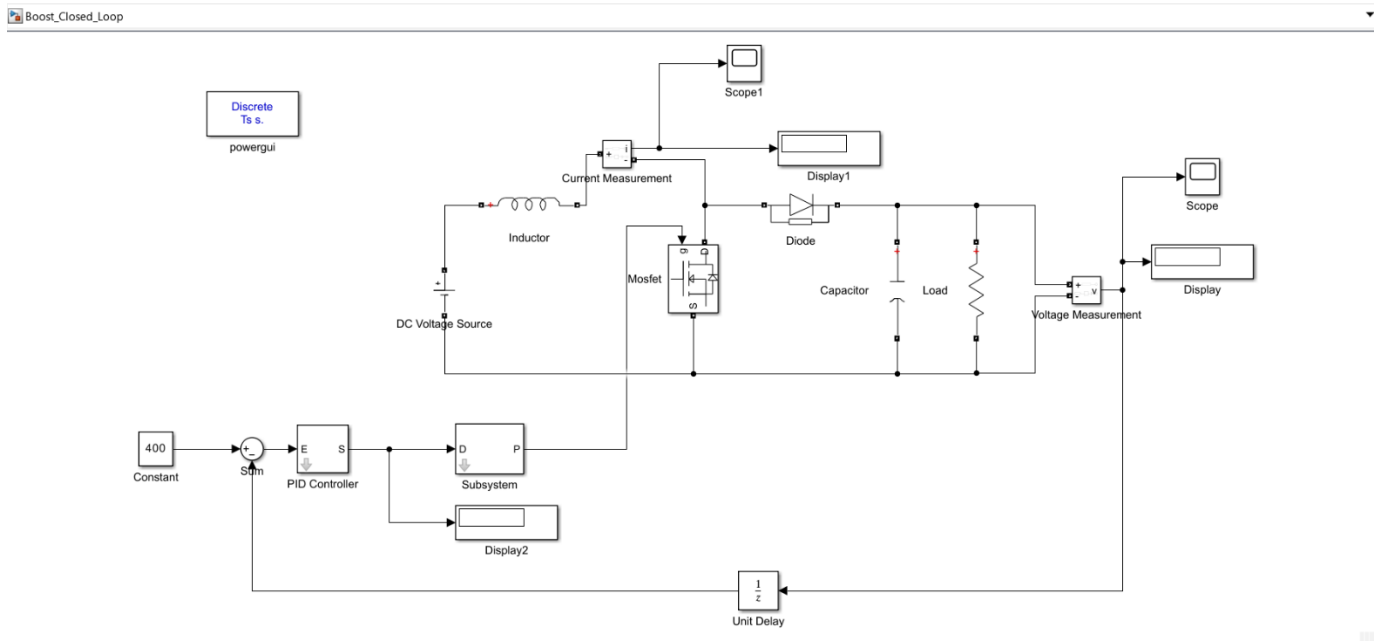 Boost_Closed_Loop
Scope1
Discrete
Ts s.
powergui
+
i
-
Current Measurement
Display1
Scope
+
Inductor
Diode
g
D
S
Mosfet
+
Capacitor
+
Load
Display
+
DC Voltage Source
+
-
v
Voltage Measurement
400
Constant
+
-
Sum
E
S
PID Controller
D
P
Subsystem
Display2
1
z
Unit Delay